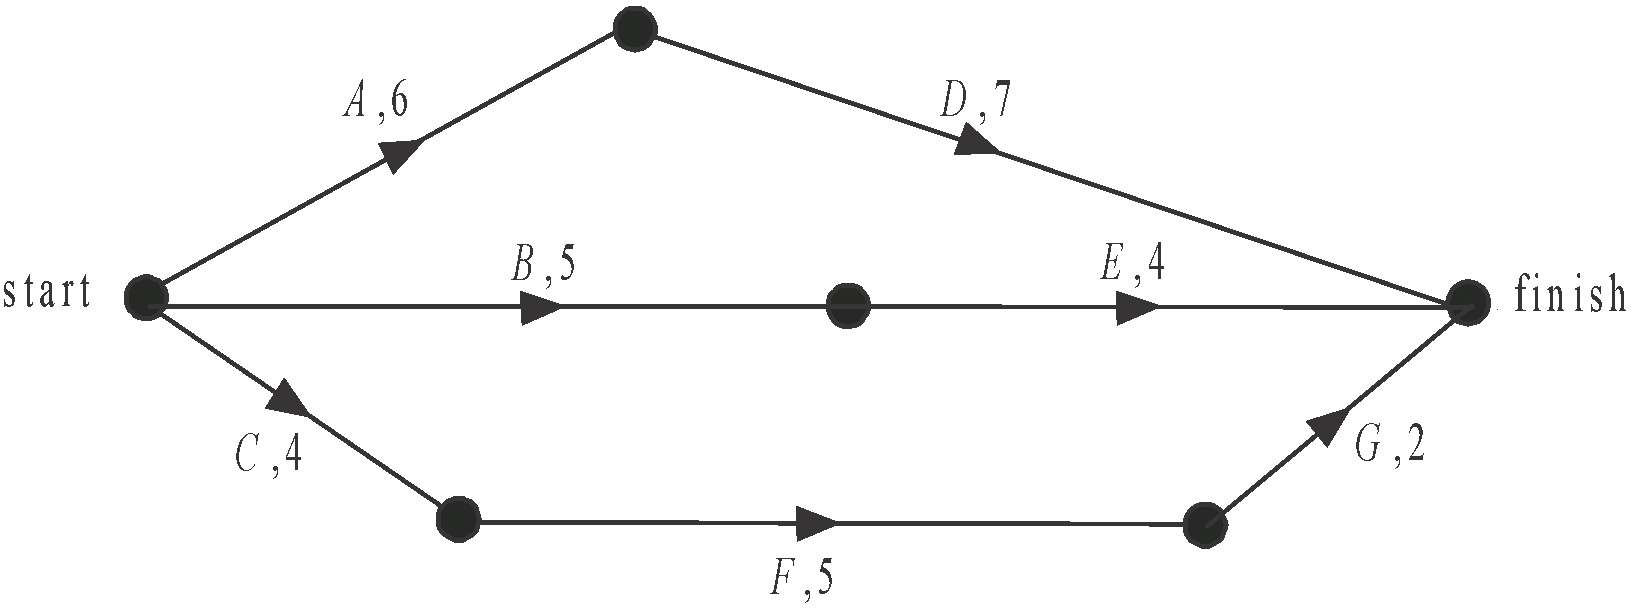 A,6
D,7
start
B,5
E,4
finish
C,4
G,2
F,5